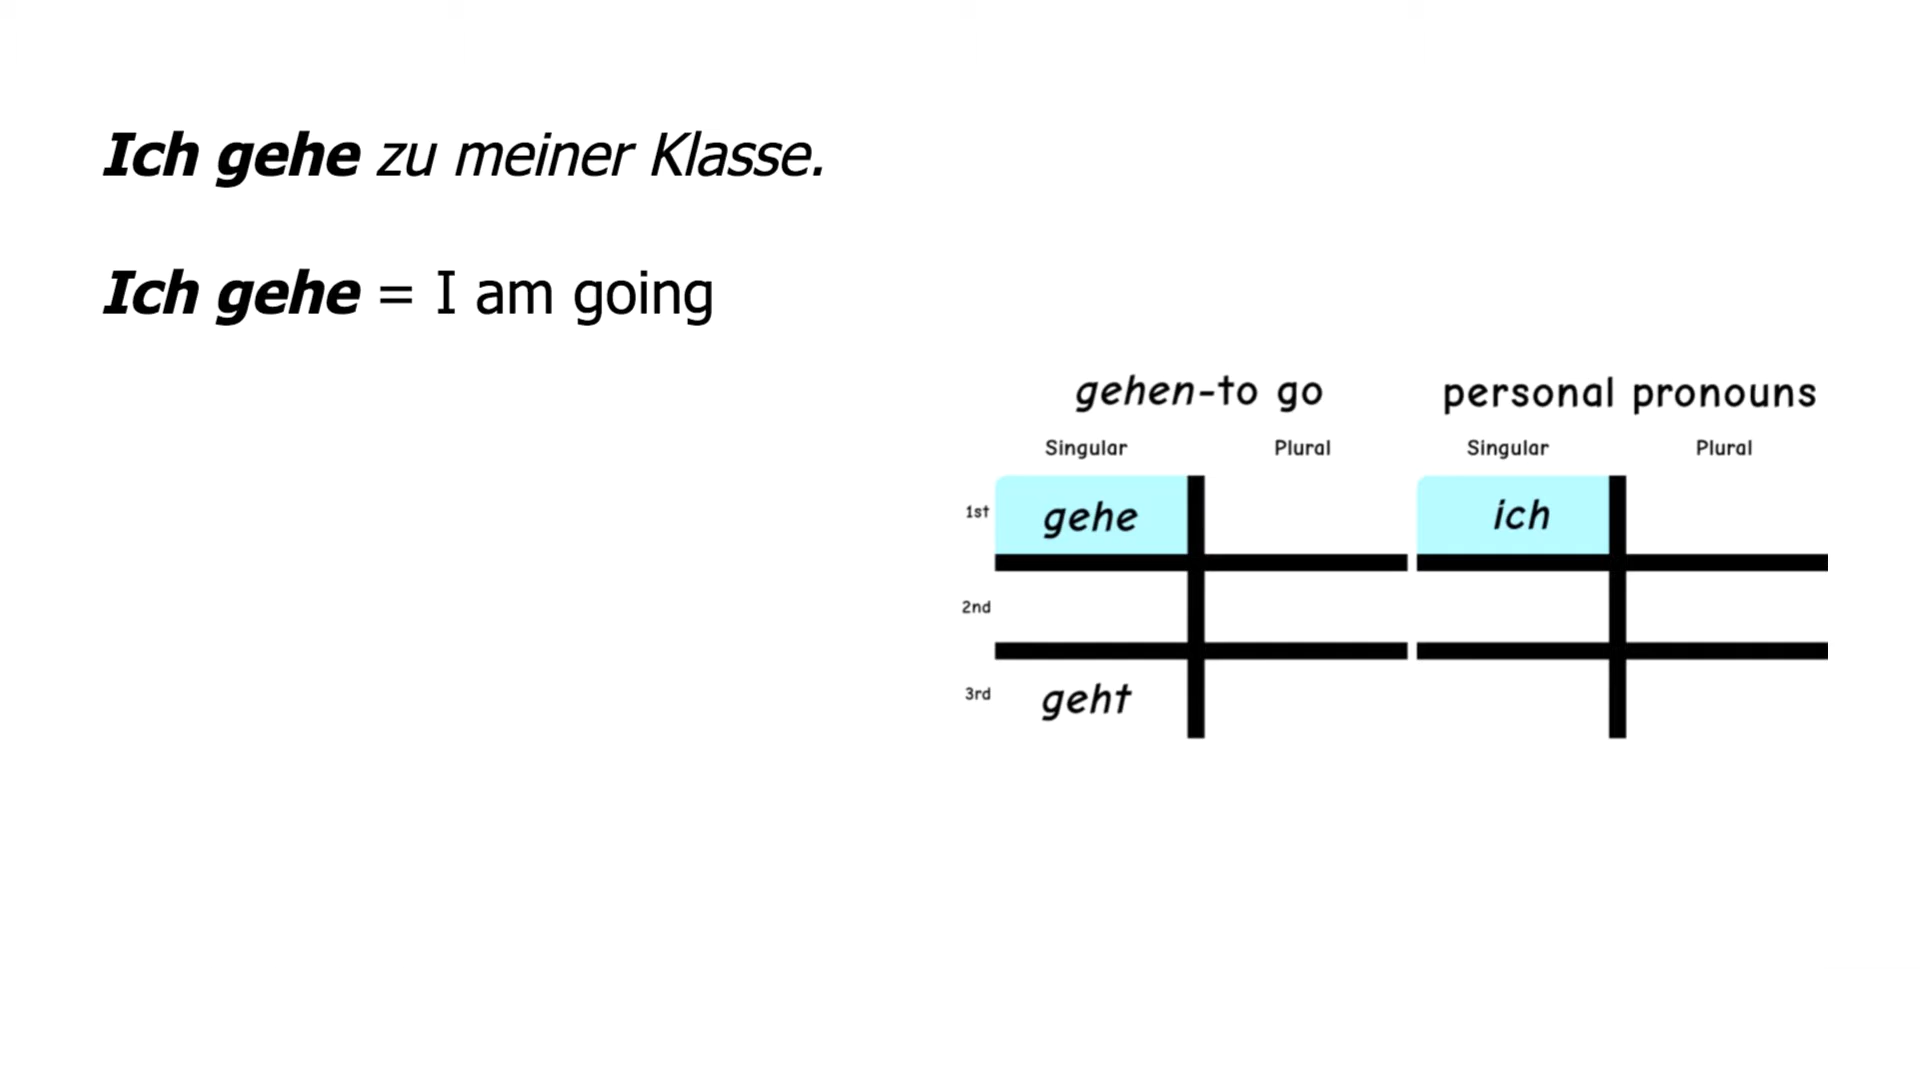 Ich gehe zu meiner Klasse.
Ich gehe = I am going
gehen-to go personal pronouns
Singular Plural Singular Plural
1st gehe ich
2nd
3rd geht